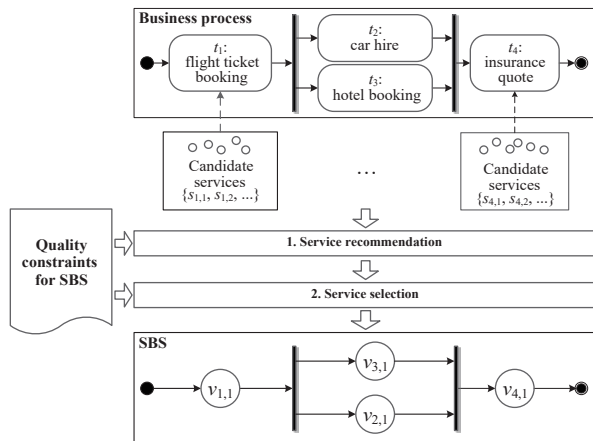 Business process
t1:
flight ticket
booking
t2:
car hire
t3:
hotel booking
t4:
insurance
quote
Candidate
services
{s1,1, s1,2, ...}
...
Candidate
services
{s4,1, s4,2, ...}
Quality
constraints
for SBS
1. Service recommendation
2. Service selection
SBS
v1,1
v3,1
v2,1
v4,1